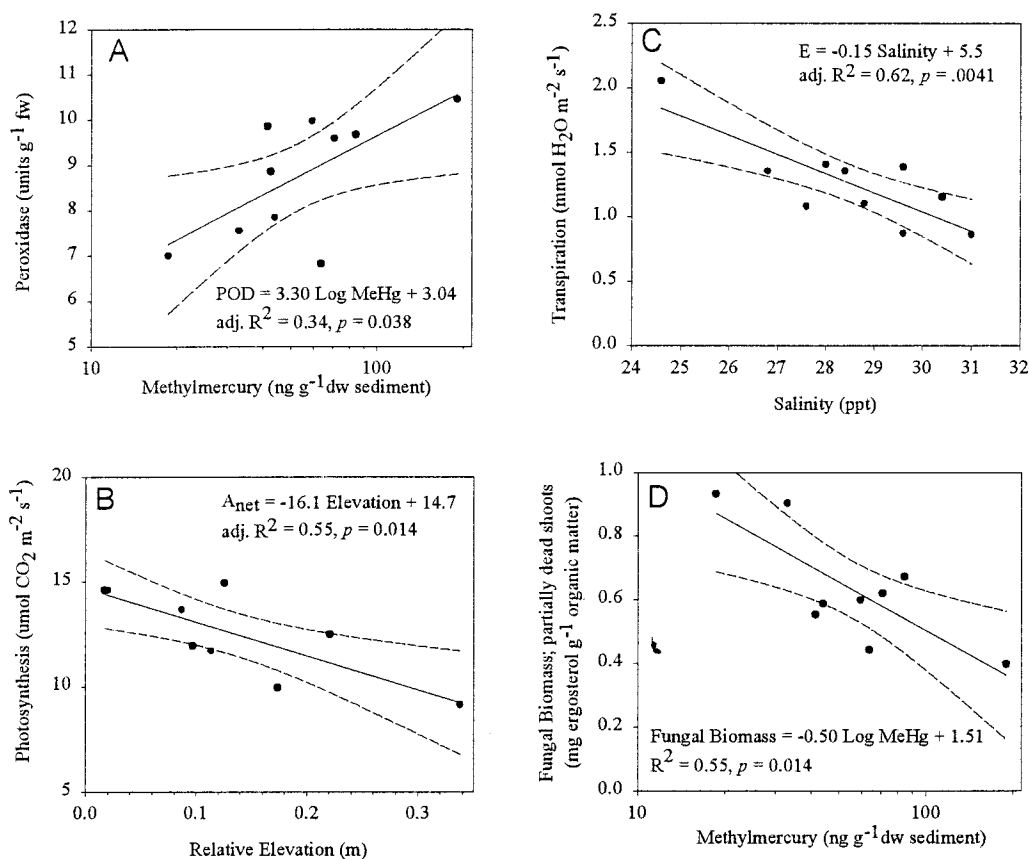 A
12
11
10
9
8
7
6
5
Peroxidase (units g-1 fw)
POD = 3.30 Log MeHg + 3.04
adj. R2 = 0.34, p = 0.038
10
100
Methylmercury (ng g-1dw sediment)
C
2.5
2.0
1.5
1.0
0.5
0.0
Transpiration (mmol H2O m-2 s-1)
E = -0.15 Salinity + 5.5
adj. R2 = 0.62, p = .0041
24 25 26 27 28 29 30 31 32
Salinity (ppt)
B
20
15
10
5
Photosynthesis (umol CO2 m-2 s-1)
Anet = -16.1 Elevation + 14.7
adj. R2 = 0.55, p = 0.014
0.0 0.1 0.2 0.3
Relative Elevation (m)
D
1.0
0.8
0.6
0.4
0.2
0.0
Fungal Biomass; partially dead shoots
(mg ergosterol g-1 organic matter)
Fungal Biomass = -0.50 Log MeHg + 1.51
R2 = 0.55, p = 0.014
10
100
Methylmercury (ng g-1dw sediment)